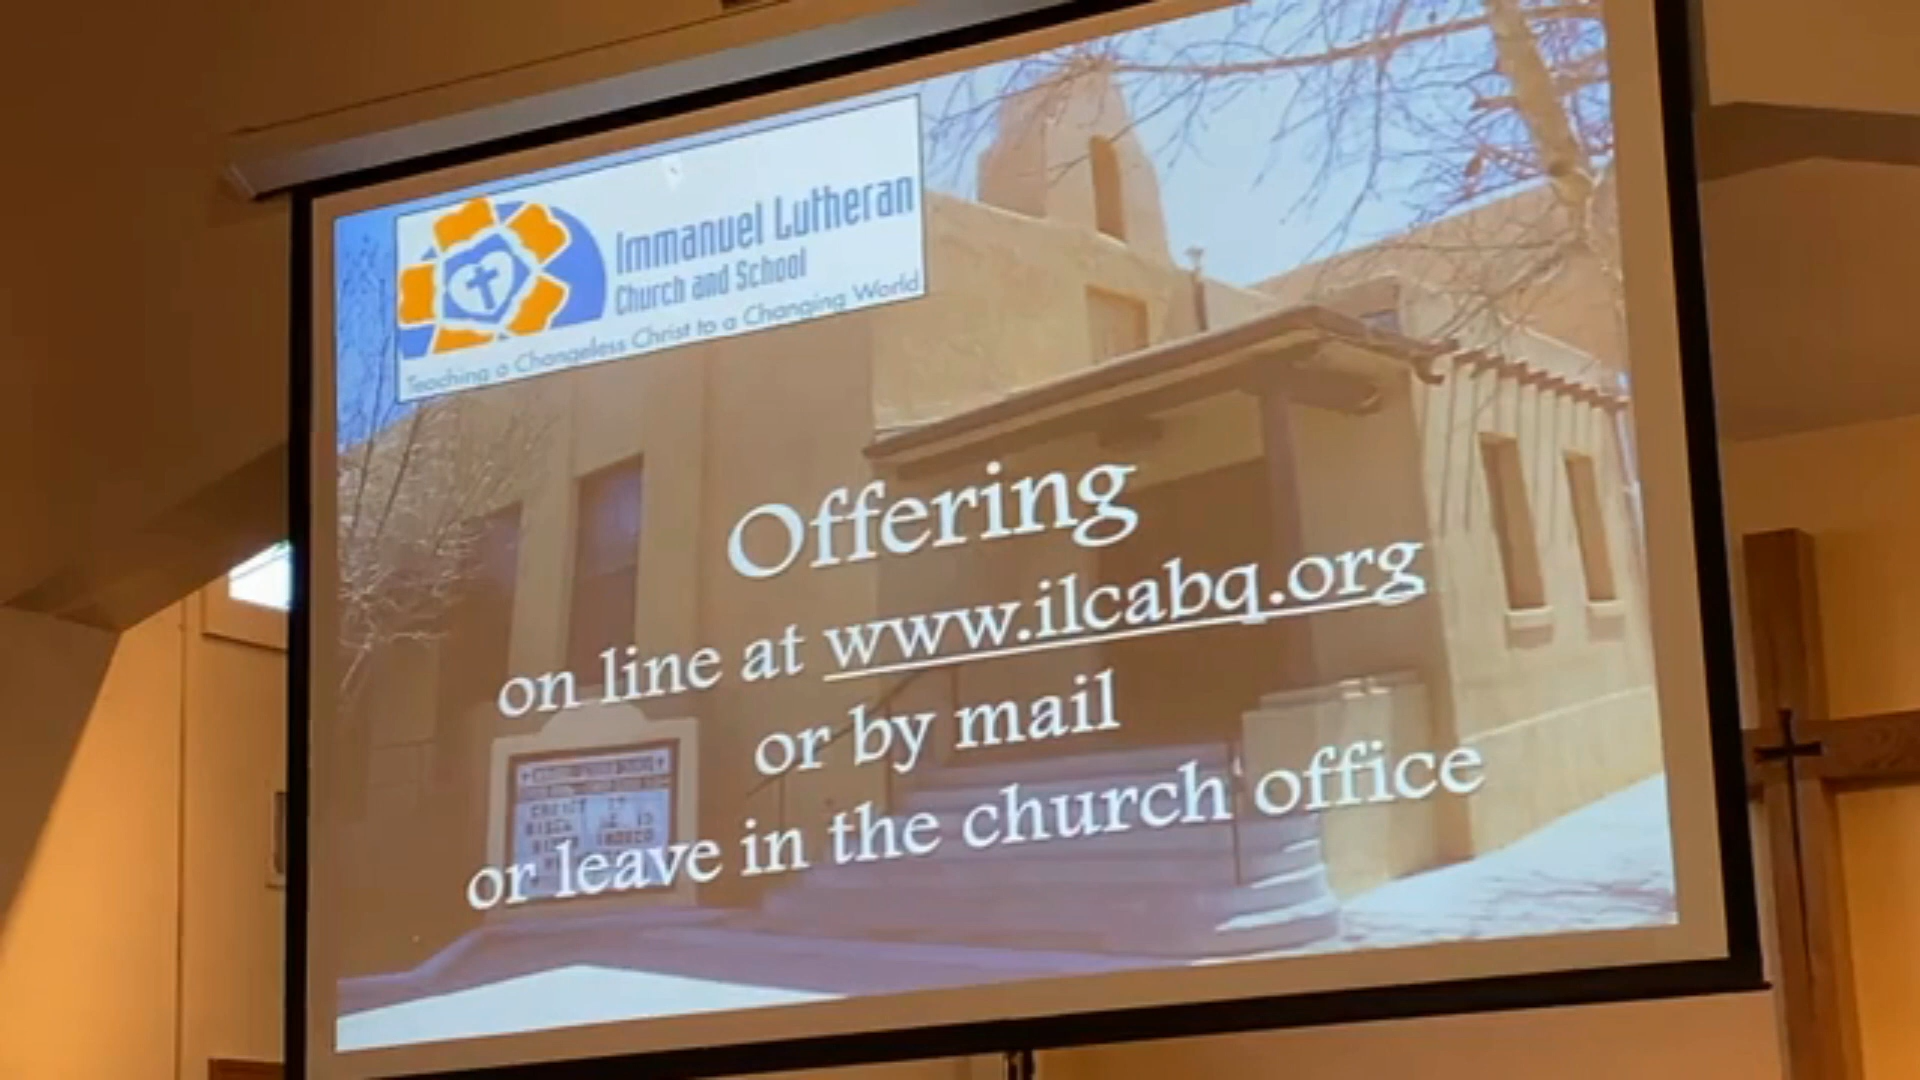 Immanuel Lutheran
Church and School
Teaching a Changeless Christ to a Changing World
Offering
on line at www.ilcabq.org
or by mail
or leave in the church office